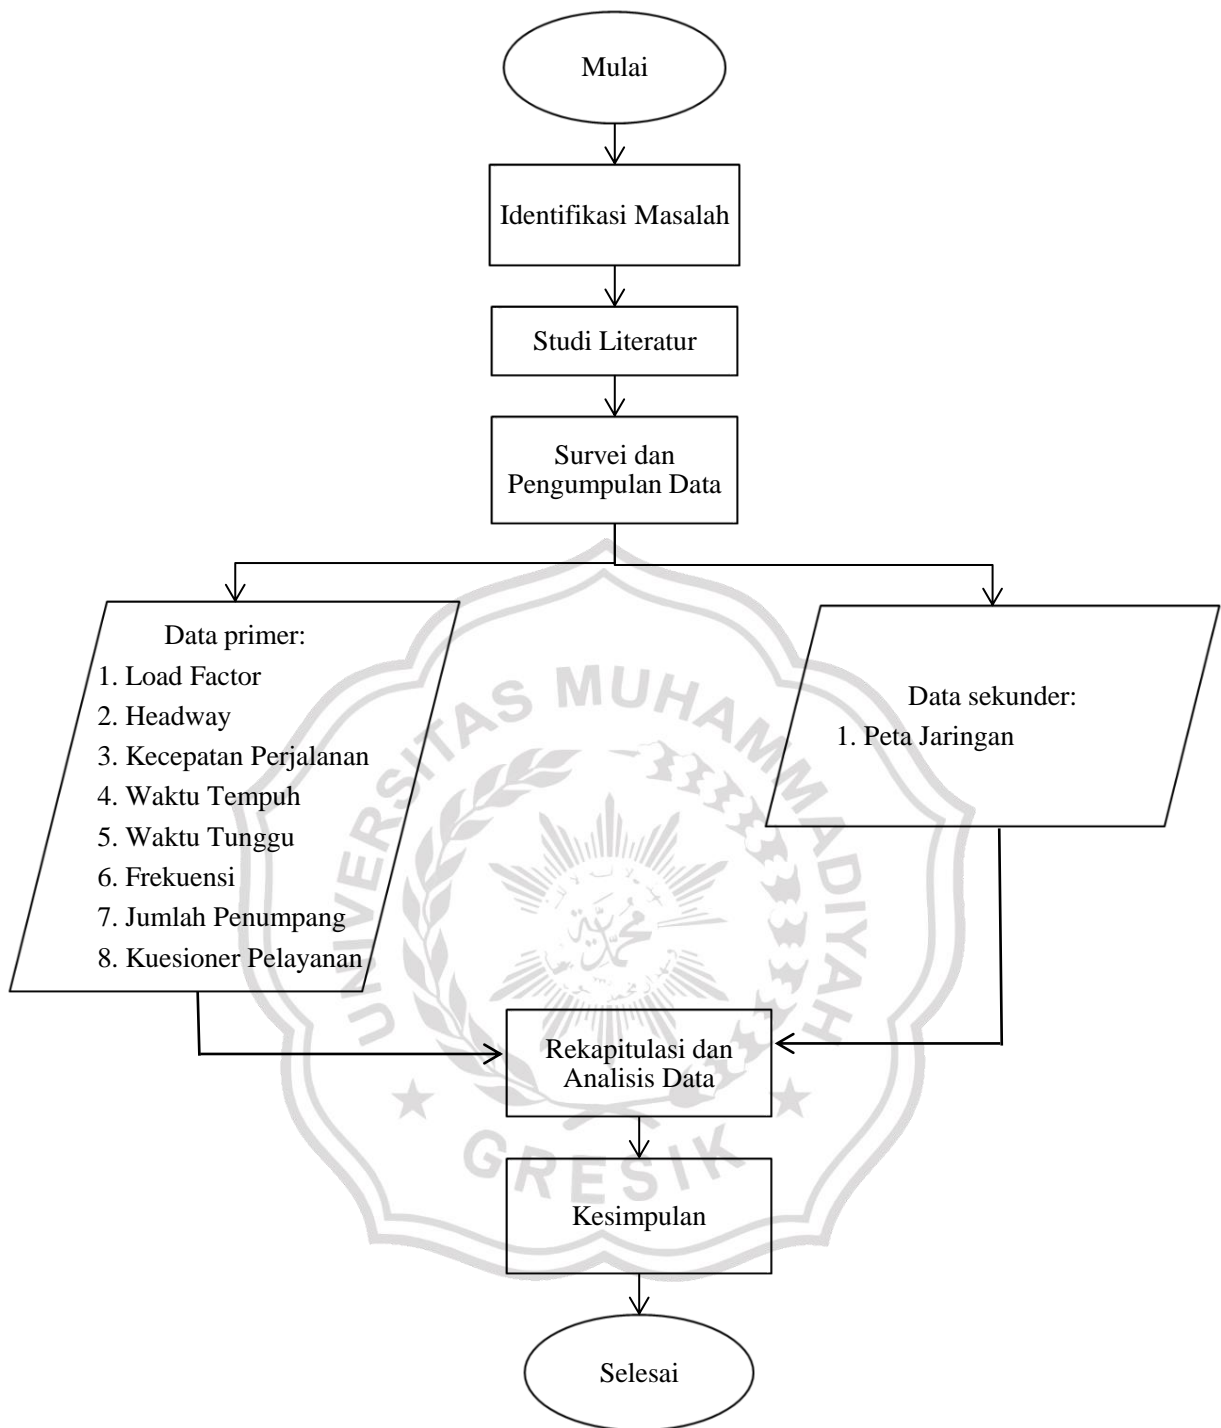 Mulai
Identifikasi Masalah
Studi Literatur
Survei dan
Pengumpulan Data
Data primer:
1. Load Factor
2. Headway
3. Kecepatan Perjalanan
4. Waktu Tempuh
5. Waktu Tunggu
6. Frekuensi
7. Jumlah Penumpang
8. Kuesioner Pelayanan
Data sekunder:
1. Peta Jaringan
UNIVERSITAS MUHAMMADIYAH
GRESIK
Rekapitulasi dan
Analisis Data
Kesimpulan
Selesai